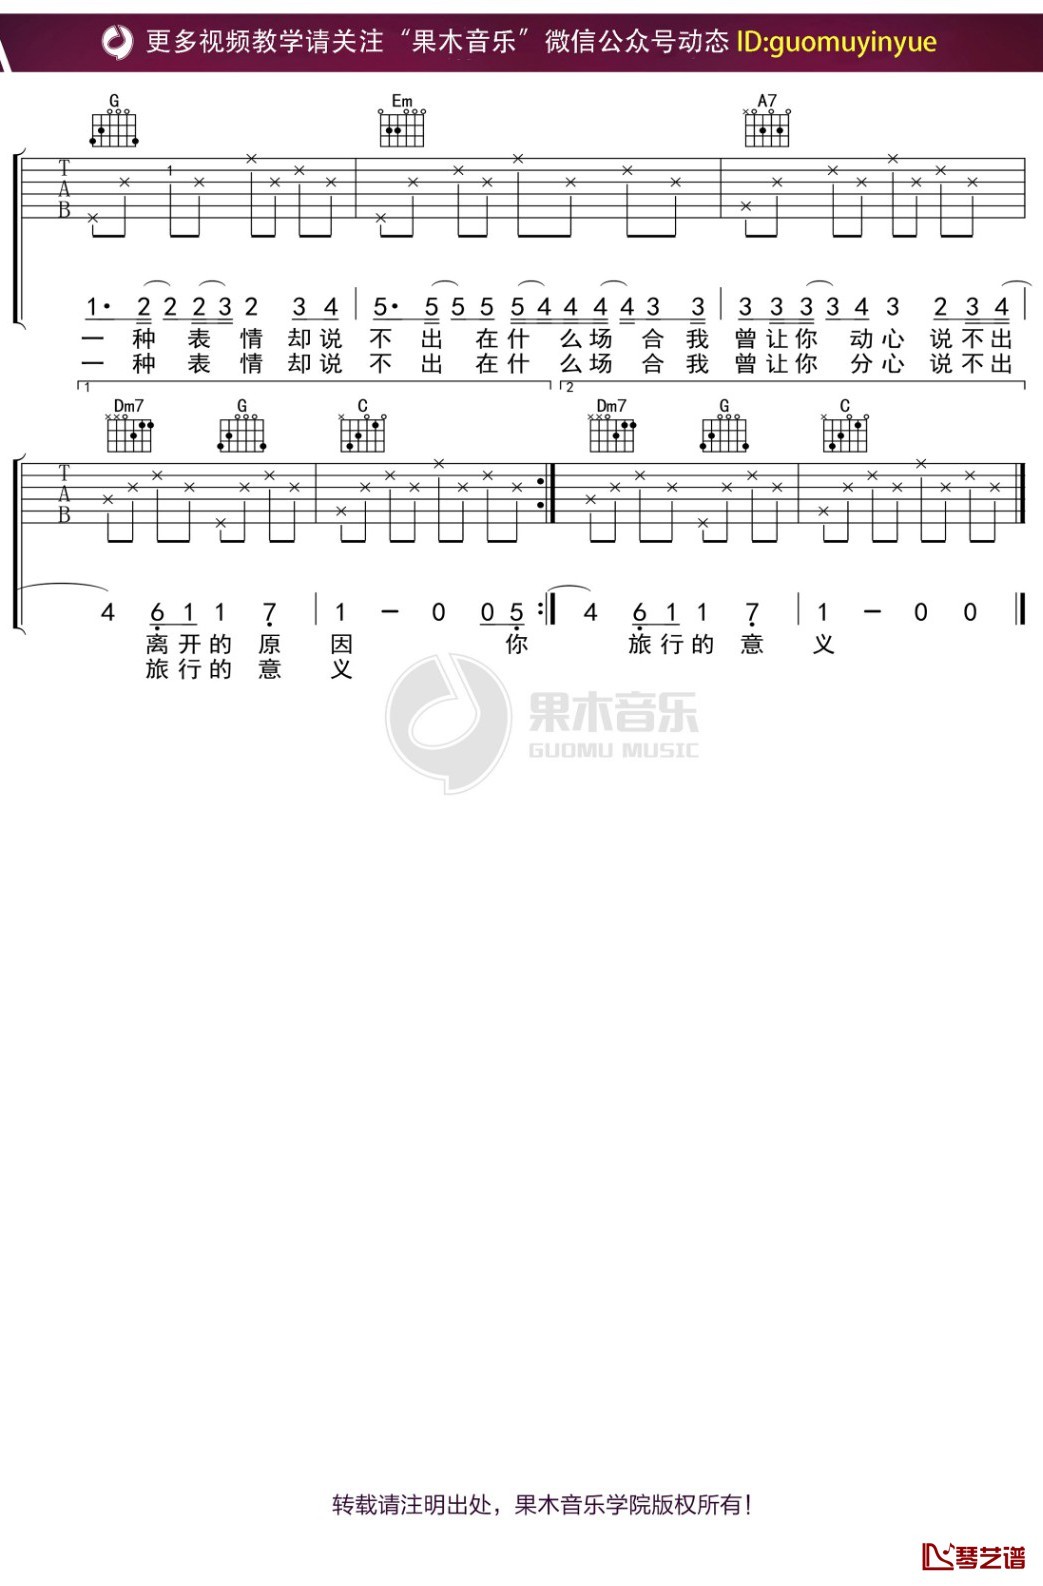 更多视频教学请关注“果木音乐”微信公众号动态 ID:guomuyinyue
G Em A7
T 1
A
B
1· 2 2 2 3 2 3 4 | 5· 5 5 5 5 4 4 4 4 3 3 | 3 3 3 3 4 3 2 3 4 |
一 种 表 情 却 说 不 出 在 什 么 场 合 我 曾 让 你 动 心 说 不 出
一 种 表 情 却 说 不 出 在 什 么 场 合 我 曾 让 你 分 心 说 不 出
1 2
Dm7 G C Dm7 G C
T
A
B
4 6 1 1 7 | 1 – 0 0 5 :‖ 4 6 1 1 7 | 1 – 0 0 ‖
离 开 的 原 因 你 旅 行 的 意 义
旅 行 的 意 义
果木音乐
GUOMU MUSIC
转载请注明出处，果木音乐学院版权所有！
琴艺谱